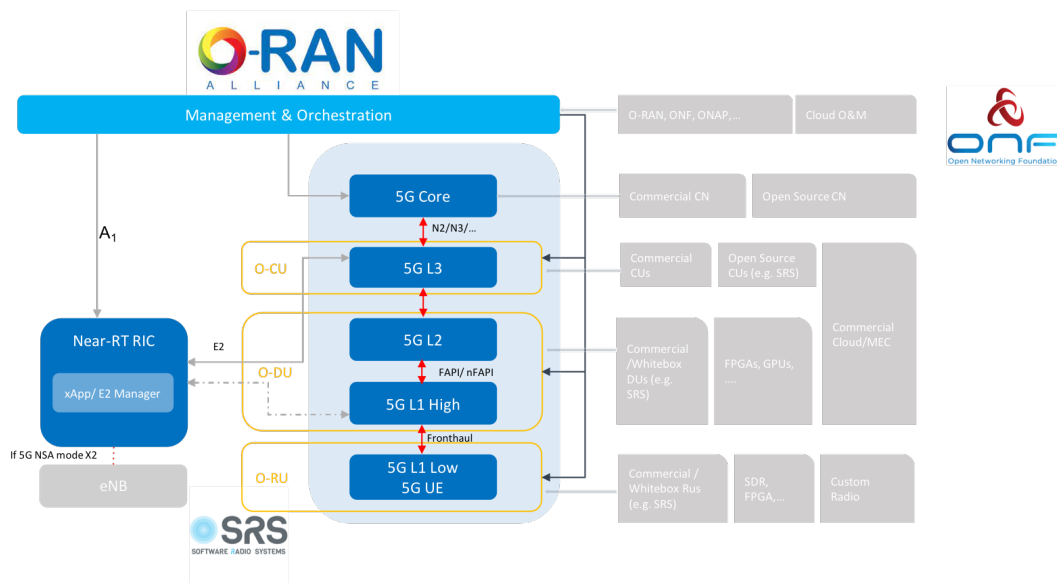 O-RAN
ALLIANCE
Management & Orchestration
O-RAN, ONF, ONAP,...
Cloud O&M
ONF
Open Networking Foundatio
5G Core
Commercial CN
Open Source CN
N2/N3/...
A1
O-CU
5G L3
Commercial
CUs
Open Source
CUs (e.g. SRS)
Commercial
Cloud/MEC
Near-RT RIC
xApp/ E2 Manager
E2
O-DU
5G L2
FAPI/ nFAPI
5G L1 High
Commercial
/Whitebox
DUs (e.g.
SRS)
FPGAs, GPUs,
....
Fronthaul
If 5G NSA mode X2
eNB
O-RU
5G L1 Low
5G UE
Commercial /
Whitebox Rus
(e.g. SRS)
SDR,
FPGA,...
Custom
Radio
SRS
SOFTWARE RADIO SYSTEMS